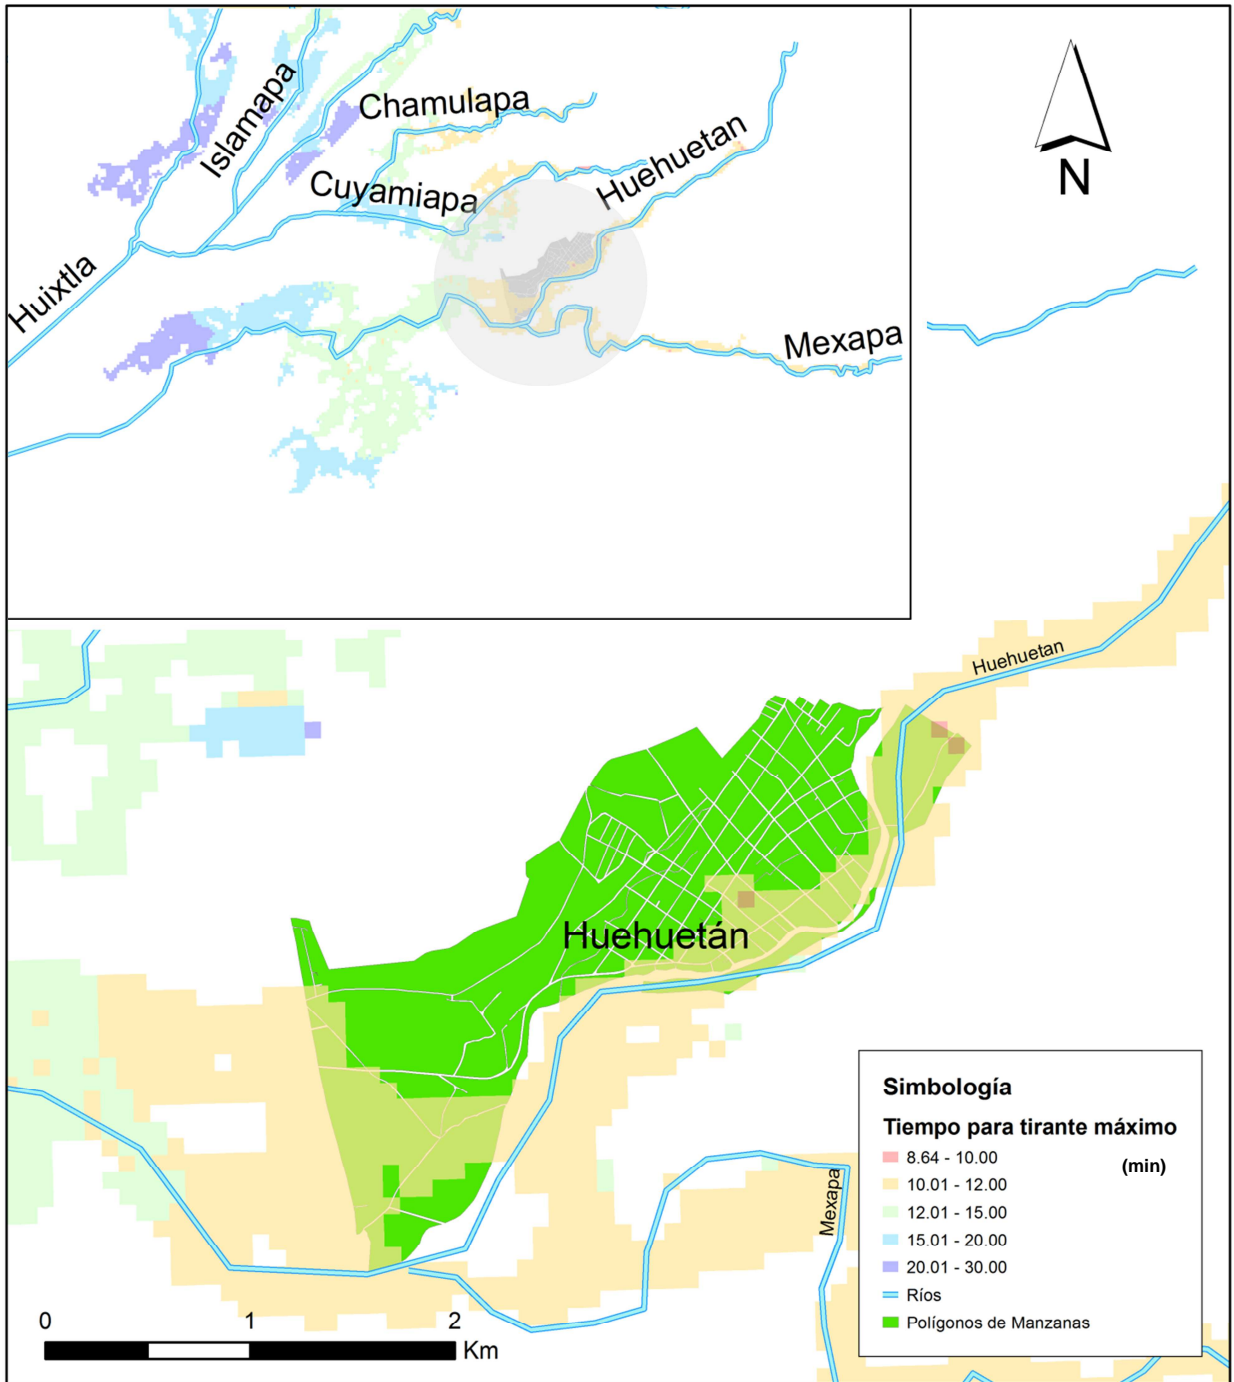 Chamulapa
Islamapa
Huehuetan
Cuyamiapa
Huixtla
Mexapa
N
Huehuetan
Huehuetán
Mexapa
0 1 2
Km
Simbología
Tiempo para tirante máximo
(min)
8.64 - 10.00
10.01 - 12.00
12.01 - 15.00
15.01 - 20.00
20.01 - 30.00
Ríos
Polígonos de Manzanas